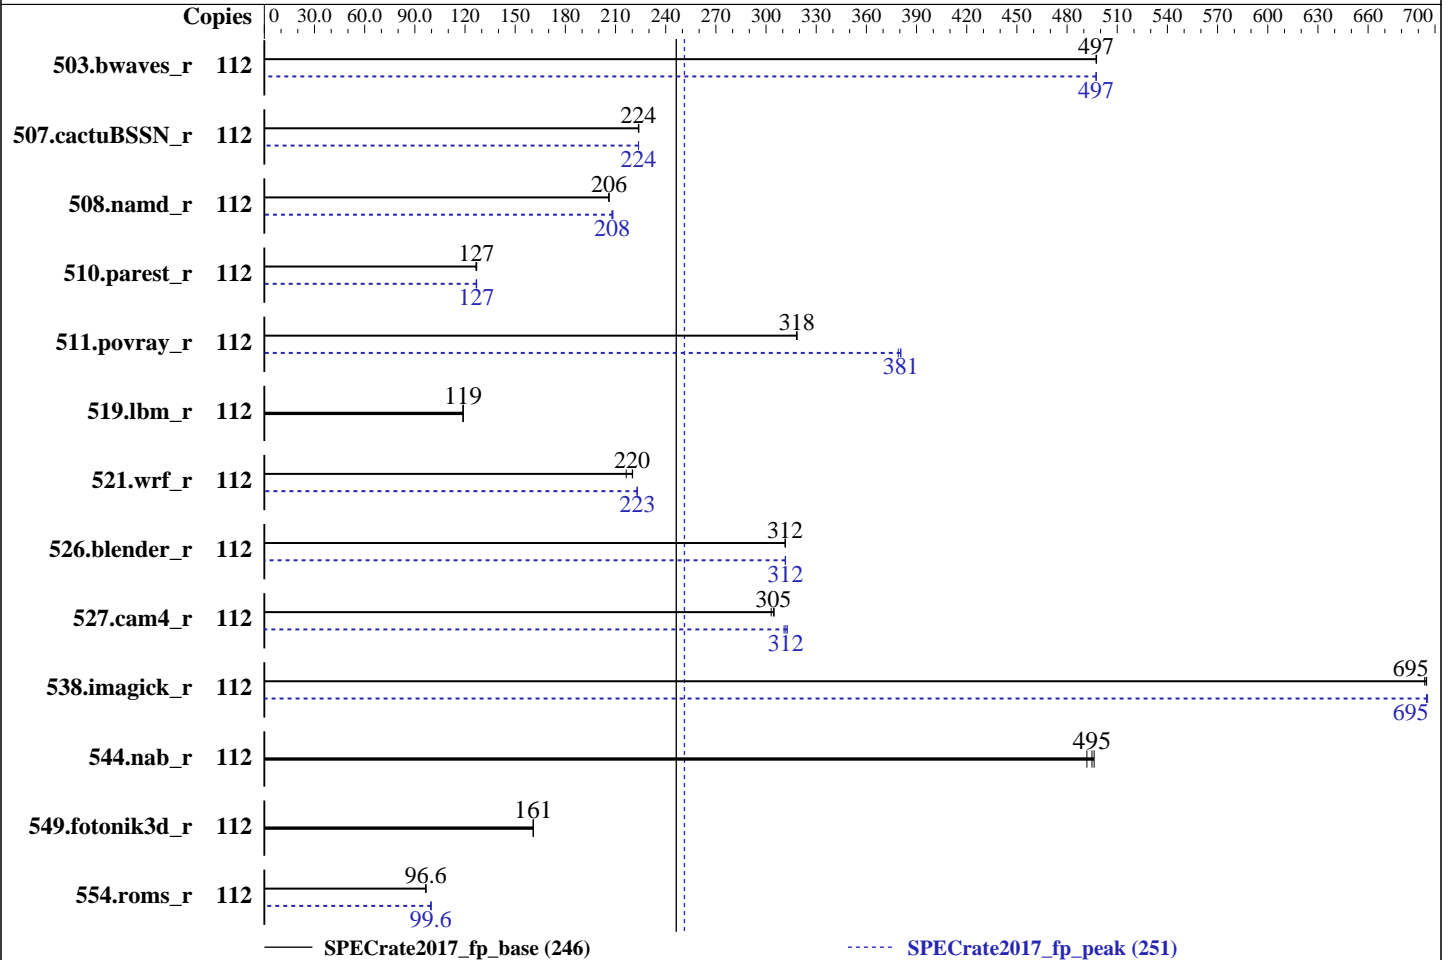 Copies 0 30.0 60.0 90.0 120 150 180 210 240 270 300 330 360 390 420 450 480 510 540 570 600 630 660 700
503.bwaves_r 112 497
497
507.cactuBSSN_r 112 224
224
508.namd_r 112 206
208
510.parest_r 112 127
127
511.povray_r 112 318
381
519.lbm_r 112 119
521.wrf_r 112 220
223
526.blender_r 112 312
312
527.cam4_r 112 305
312
538.imagick_r 112 695
695
544.nab_r 112 495
549.fotonik3d_r 112 161
554.roms_r 112 96.6
99.6
SPECrate2017_fp_base (246) SPECrate2017_fp_peak (251)